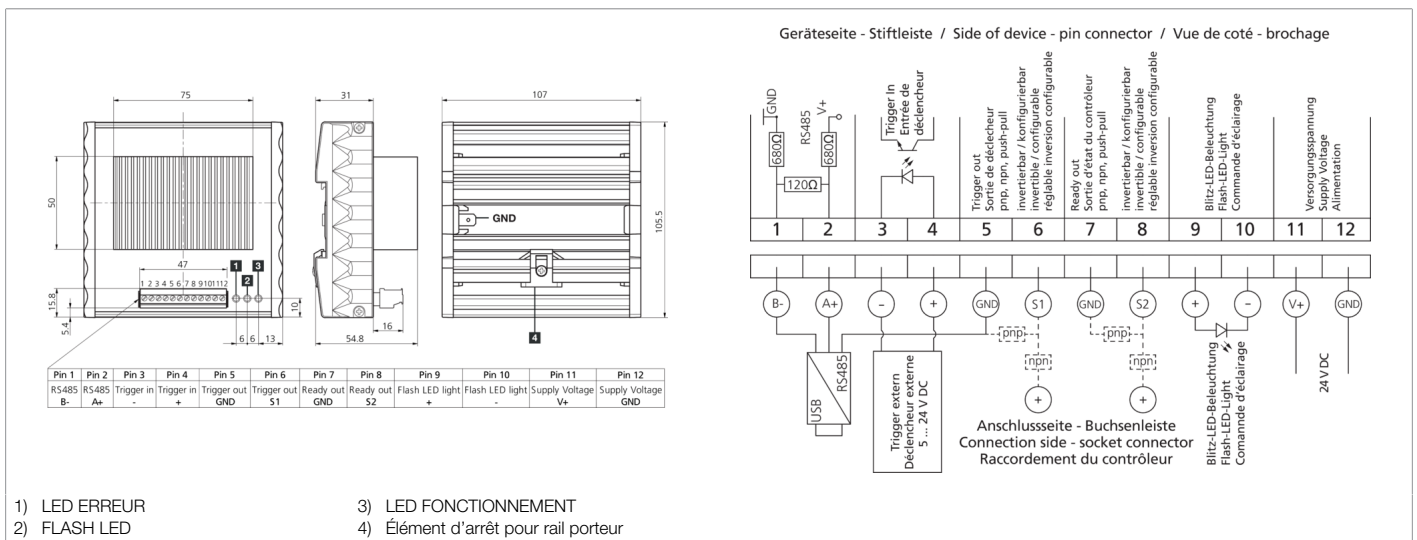 75
31
107
50
105.5
GND
47
1 3
2
1 2 3 4 5 6 7 8 9101112
15.8
5.4
10
6 6 13
16
54.8
4
Pin 1 Pin 2 Pin 3 Pin 4 Pin 5 Pin 6 Pin 7 Pin 8 Pin 9 Pin 10 Pin 11 Pin 12
RS485 RS485 Trigger in Trigger in Trigger out Trigger out Ready out Ready out Flash LED light Flash LED light Supply Voltage Supply Voltage
B- A+ - + GND S1 GND S2 + - V+ GND
Geräteseite - Stiftleiste / Side of device - pin connector / Vue de coté - brochage
GND
RS485
V+
680Ω
680Ω
120Ω
Trigger In
Entrée de
déclencheur
Trigger out
Sortie de déclecheur
pnp, npn, push-pull
invertierbar / konfigurierbar
invertible / configurable
réglable inversion configurable
Ready out
Sortie d'état du contrôleur
pnp, npn, push-pull
invertierbar / konfigurierbar
invertible / configurable
réglable inversion configurable
Blitz-LED-Beleuchtung
Flash-LED-Light
Commande d'éclairage
Versorgungsspannung
Supply Voltage
Alimentation
1 2 3 4 5 6 7 8 9 10 11 12
B- A+ - + GND S1 GND S2 + - V+ GND
pnp pnp
npn npn
+ +
USB
RS485
Trigger extern
Déclencheur externe
5 ... 24 V DC
Anschlussseite - Buchsenleiste
Connection side - socket connector
Raccordement du contrôleur
Blitz-LED-Beleuchtung
Flash-LED-Light
Comannde d'éclairage
24 V DC
1) LED ERREUR
2) FLASH LED
3) LED FONCTIONNEMENT
4) Élément d'arrêt pour rail porteur